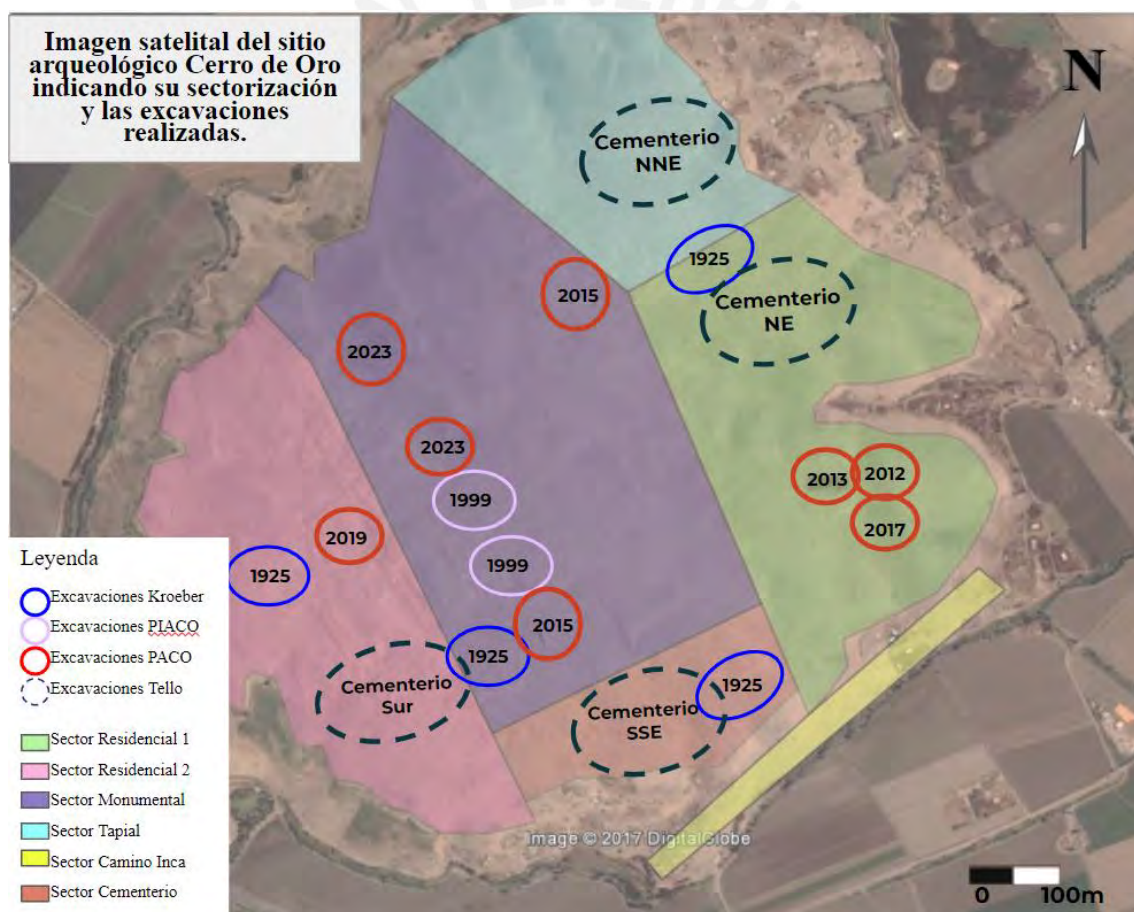 Imagen satelital del sitio
arqueológico Cerro de Oro
indicando su sectorización
y las excavaciones
realizadas.
N
Cementerio
NNE
1925
Cementerio
NE
2015
2023
2023
1999
2013
2012
2017
2019
1999
1925
2015
1925
Cementerio
Sur
1925
Cementerio
SSE
Leyenda
Excavaciones Kroeber
Excavaciones PIACO
Excavaciones PACO
Excavaciones Tello
Sector Residencial 1
Sector Residencial 2
Sector Monumental
Sector Tapial
Sector Camino Inca
Sector Cementerio
Image © 2017 DigitalGlobe
0 100m